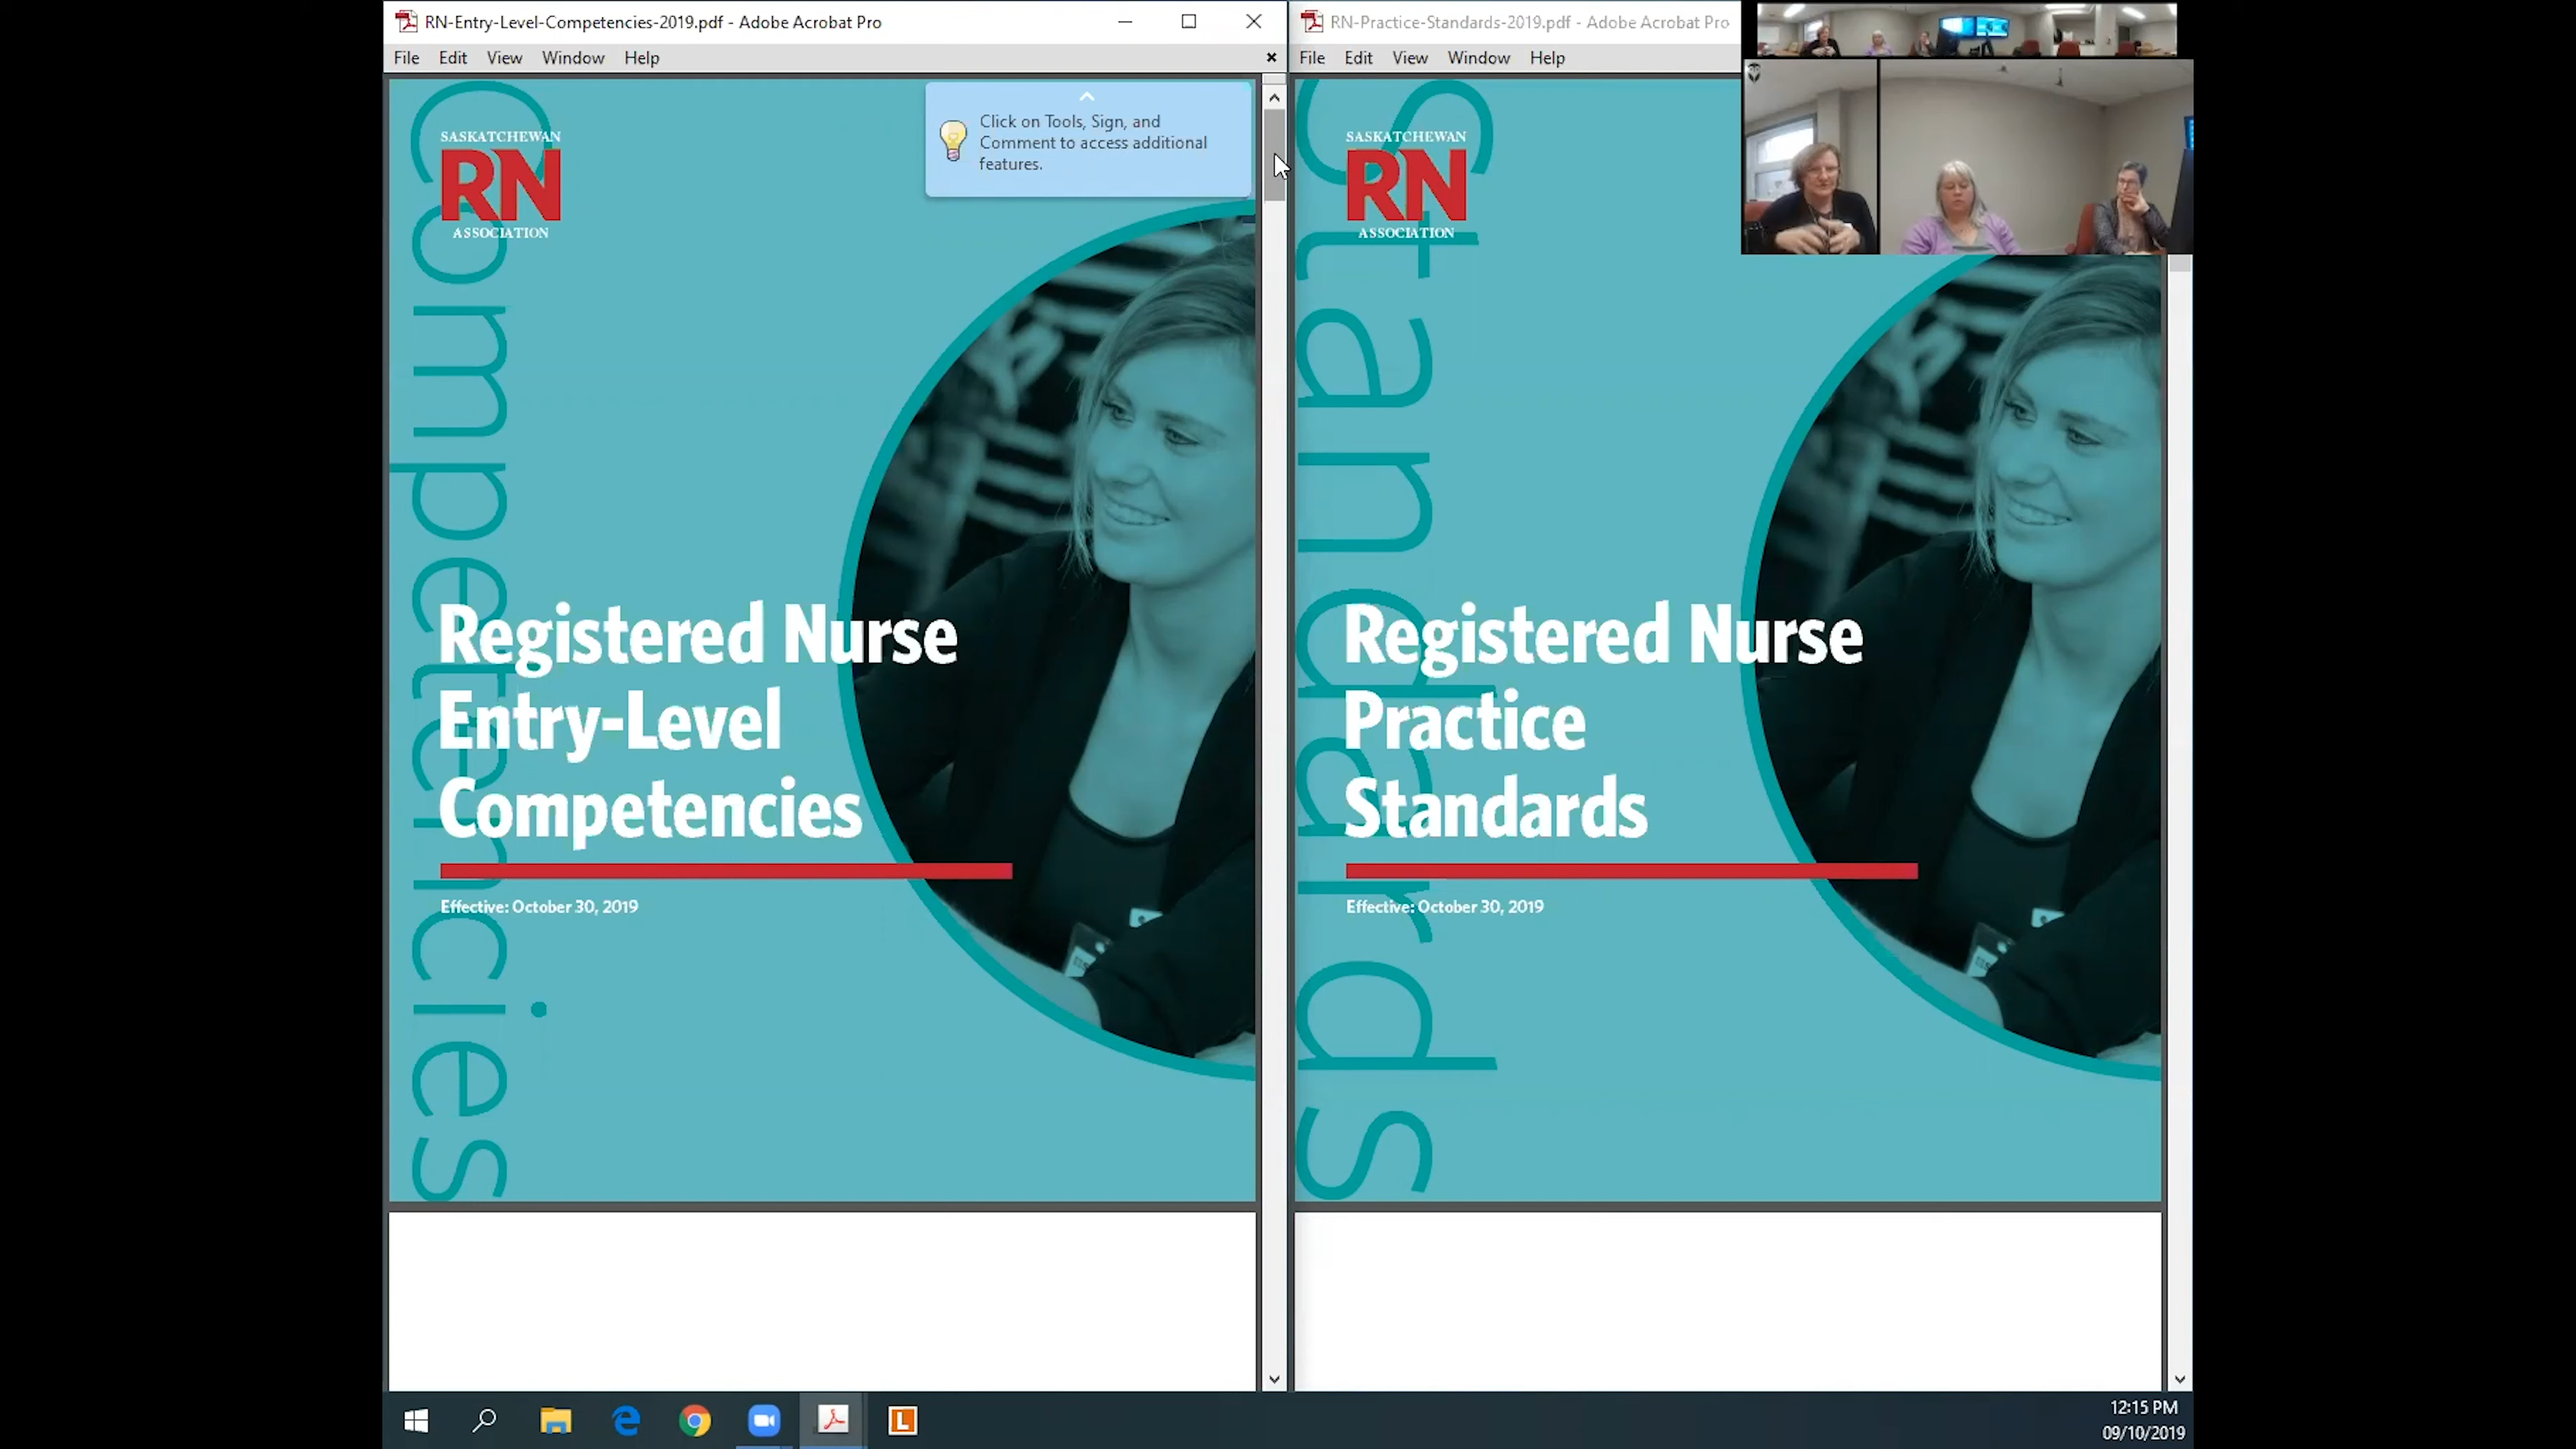 RN-Entry-Level-Competencies-2019.pdf - Adobe Acrobat Pro
File Edit View Window Help
Click on Tools, Sign, and
Comment to access additional
features.
Competencies
SASKATCHEWAN
RN
ASSOCIATION
Registered Nurse
Entry-Level
Competencies
Effective: October 30, 2019
RN-Practice-Standards-2019.pdf - Adobe Acrobat Pro
File Edit View Window Help
Standards
SASKATCHEWAN
RN
ASSOCIATION
Registered Nurse
Practice
Standards
Effective: October 30, 2019
L
12:15 PM
09/10/2019